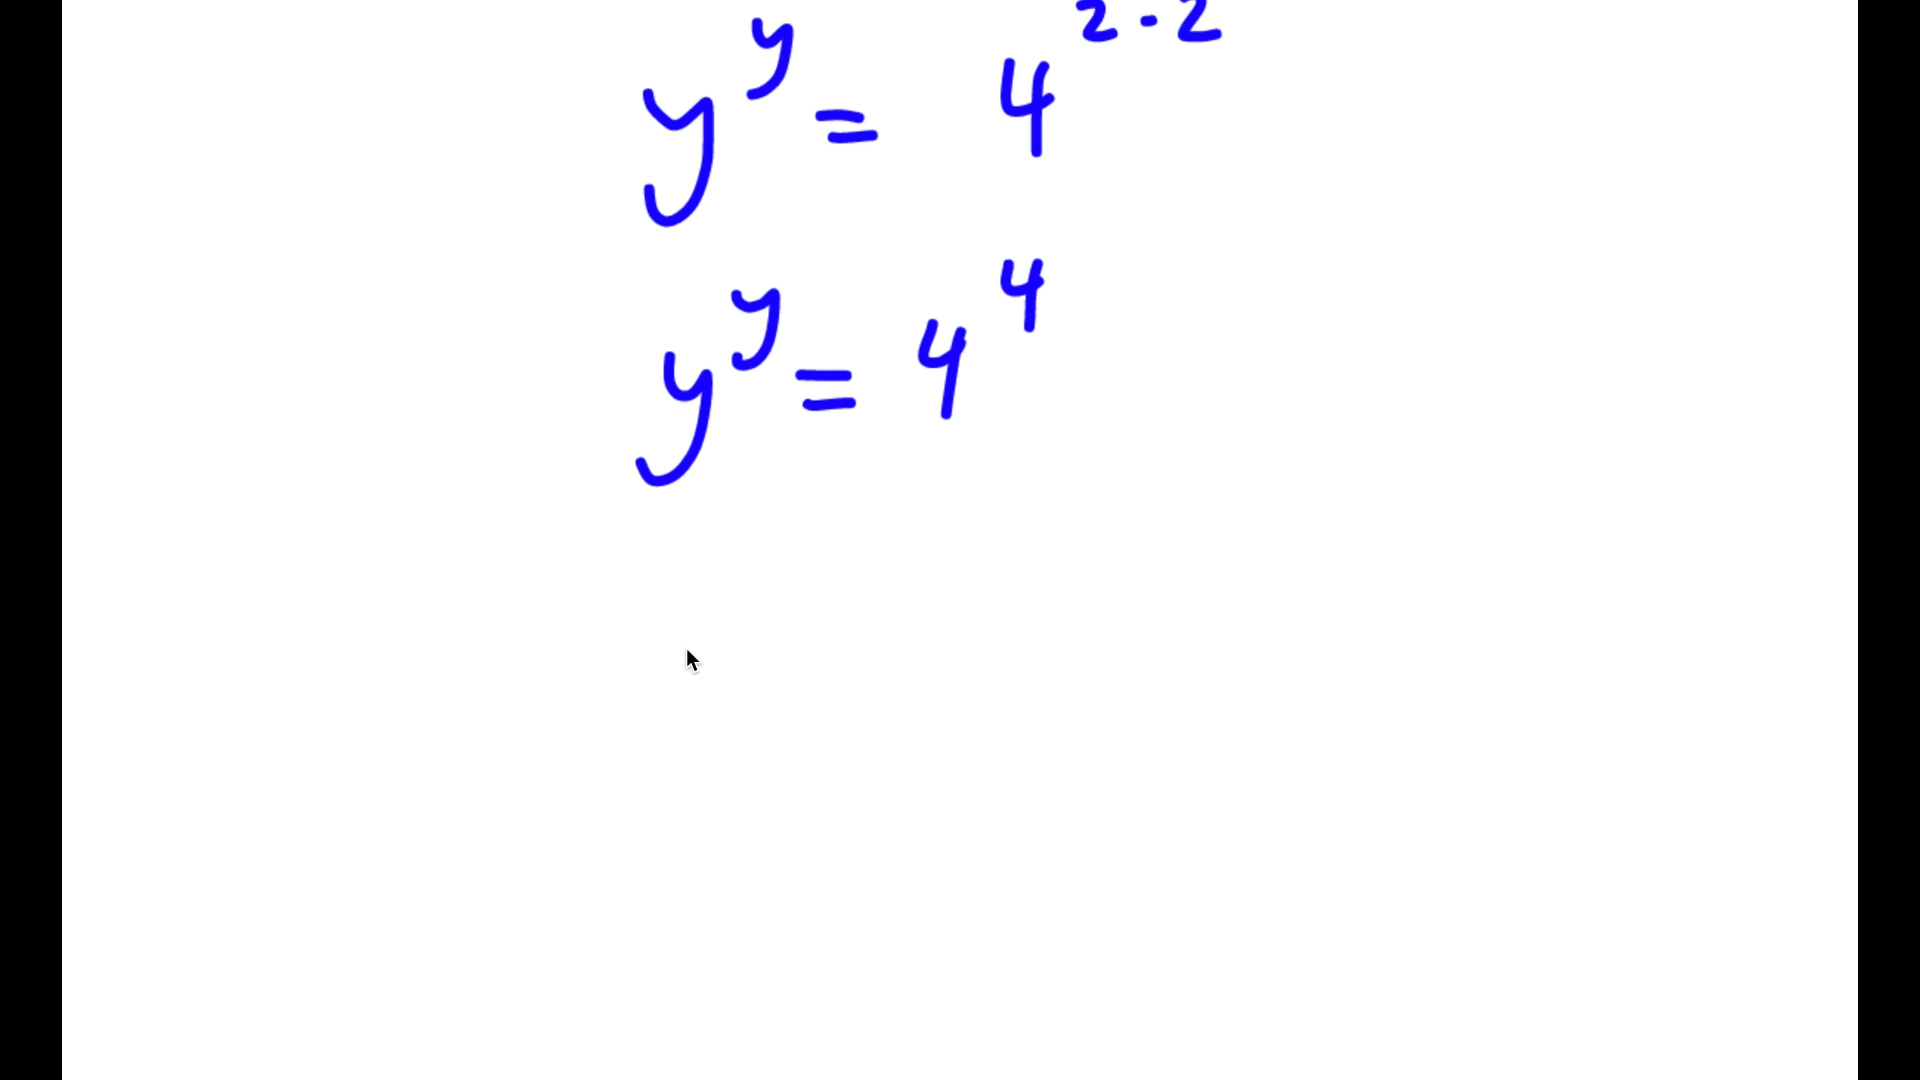 y^y = 4^{2·2}
y^y = 4^4